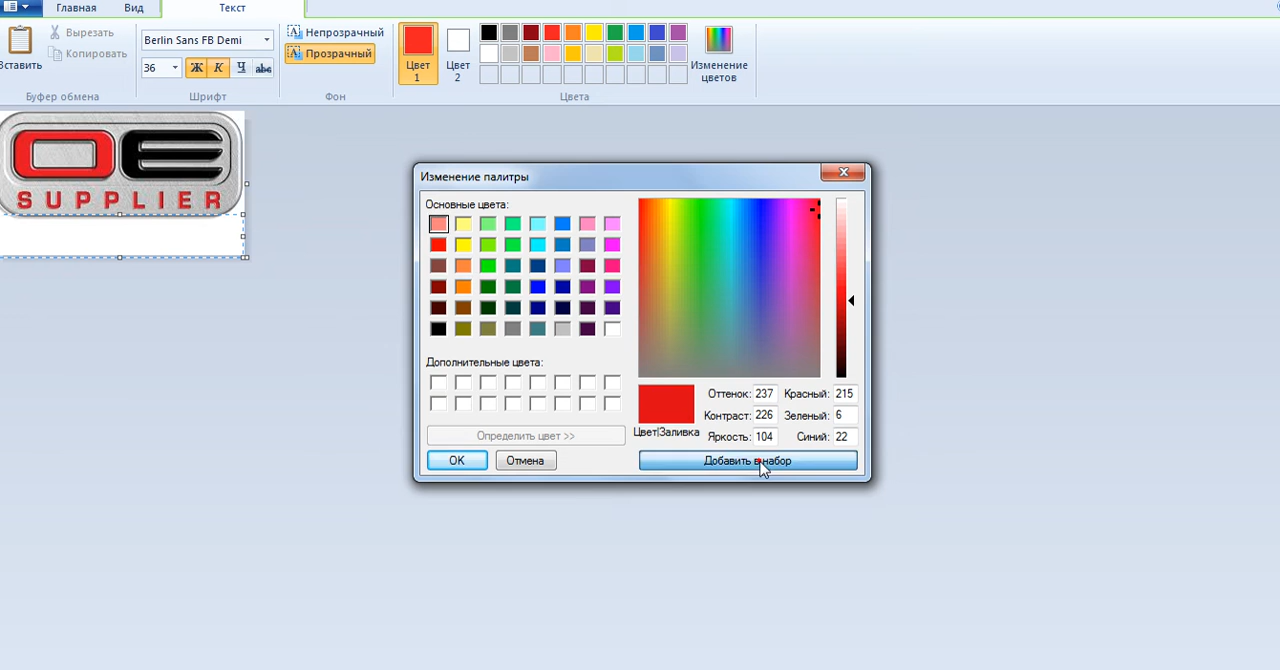 Главная Вид Текст
Вставить
Вырезать
Копировать
Буфер обмена
Berlin Sans FB Demi
36 Ж К Ч abc
Шрифт
Непрозрачный
Прозрачный
Фон
Цвет 1
Цвет 2
Изменение цветов
Цвета
OE
SUPPLIER
Изменение палитры
Основные цвета:
Дополнительные цвета:
Определить цвет >>
OK Отмена
Цвет|Заливка
Оттенок: 237 Красный: 215
Контраст: 226 Зеленый: 6
Яркость: 104 Синий: 22
Добавить в набор